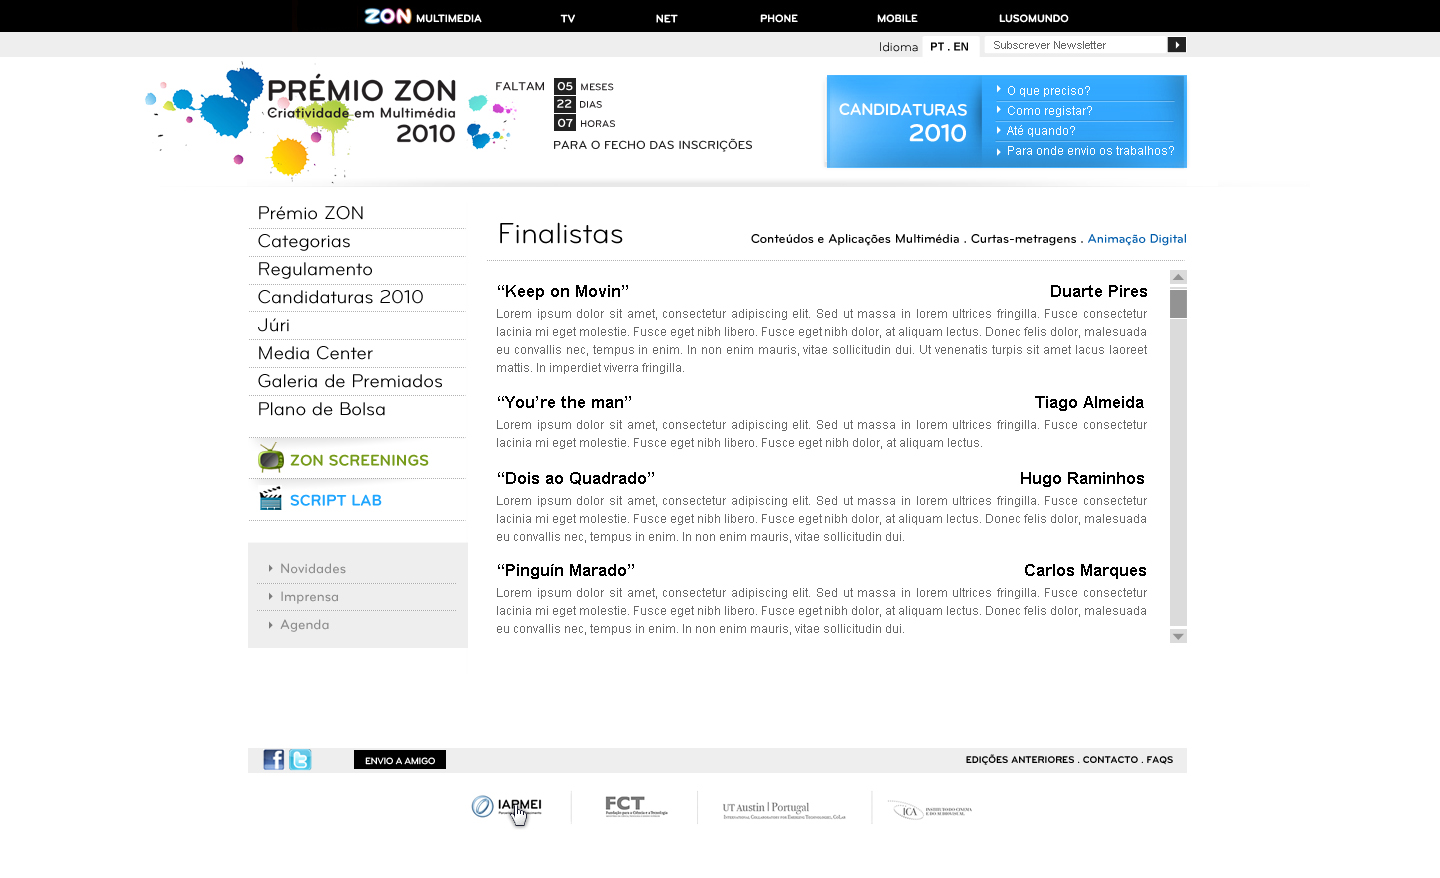 ZON MULTIMEDIA TV NET PHONE MOBILE LUSOMUNDO
Idioma PT . EN Subscrever Newsletter
PRÉMIO ZON
Criatividade em Multimédia
2010
FALTAM 05 MESES
22 DIAS
07 HORAS
PARA O FECHO DAS INSCRIÇÕES
CANDIDATURAS
2010
O que preciso?
Como registar?
Até quando?
Para onde envio os trabalhos?
Prémio ZON
Categorias
Regulamento
Candidaturas 2010
Júri
Media Center
Galeria de Premiados
Plano de Bolsa
ZON SCREENINGS
SCRIPT LAB
Novidades
Imprensa
Agenda
Finalistas
Conteúdos e Aplicações Multimédia . Curtas-metragens . Animação Digital
“Keep on Movin” Duarte Pires
Lorem ipsum dolor sit amet, consectetur adipiscing elit. Sed ut massa in lorem ultrices fringilla. Fusce consectetur
lacinia mi eget molestie. Fusce eget nibh libero. Fusce eget nibh dolor, at aliquam lectus. Donec felis dolor, malesuada
eu convallis nec, tempus in enim. In non enim mauris, vitae sollicitudin dui. Ut venenatis turpis sit amet lacus laoreet
mattis. In imperdiet viverra fringilla.
“You’re the man” Tiago Almeida
Lorem ipsum dolor sit amet, consectetur adipiscing elit. Sed ut massa in lorem ultrices fringilla. Fusce consectetur
lacinia mi eget molestie. Fusce eget nibh libero. Fusce eget nibh dolor, at aliquam lectus.
“Dois ao Quadrado” Hugo Raminhos
Lorem ipsum dolor sit amet, consectetur adipiscing elit. Sed ut massa in lorem ultrices fringilla. Fusce consectetur
lacinia mi eget molestie. Fusce eget nibh libero. Fusce eget nibh dolor, at aliquam lectus. Donec felis dolor, malesuada
eu convallis nec, tempus in enim. In non enim mauris, vitae sollicitudin dui.
“Pinguín Marado” Carlos Marques
Lorem ipsum dolor sit amet, consectetur adipiscing elit. Sed ut massa in lorem ultrices fringilla. Fusce consectetur
lacinia mi eget molestie. Fusce eget nibh libero. Fusce eget nibh dolor, at aliquam lectus. Donec felis dolor, malesuada
eu convallis nec, tempus in enim. In non enim mauris, vitae sollicitudin dui.
ENVIO A AMIGO
EDIÇÕES ANTERIORES . CONTACTO . FAQS
IAPMEI
FCT
Fundação para a Ciência e a Tecnologia
UT Austin | Portugal
International Collaboratory for Emerging Technologies, CoLab
ICA
INSTITUTO DO CINEMA
E DO AUDIOVISUAL